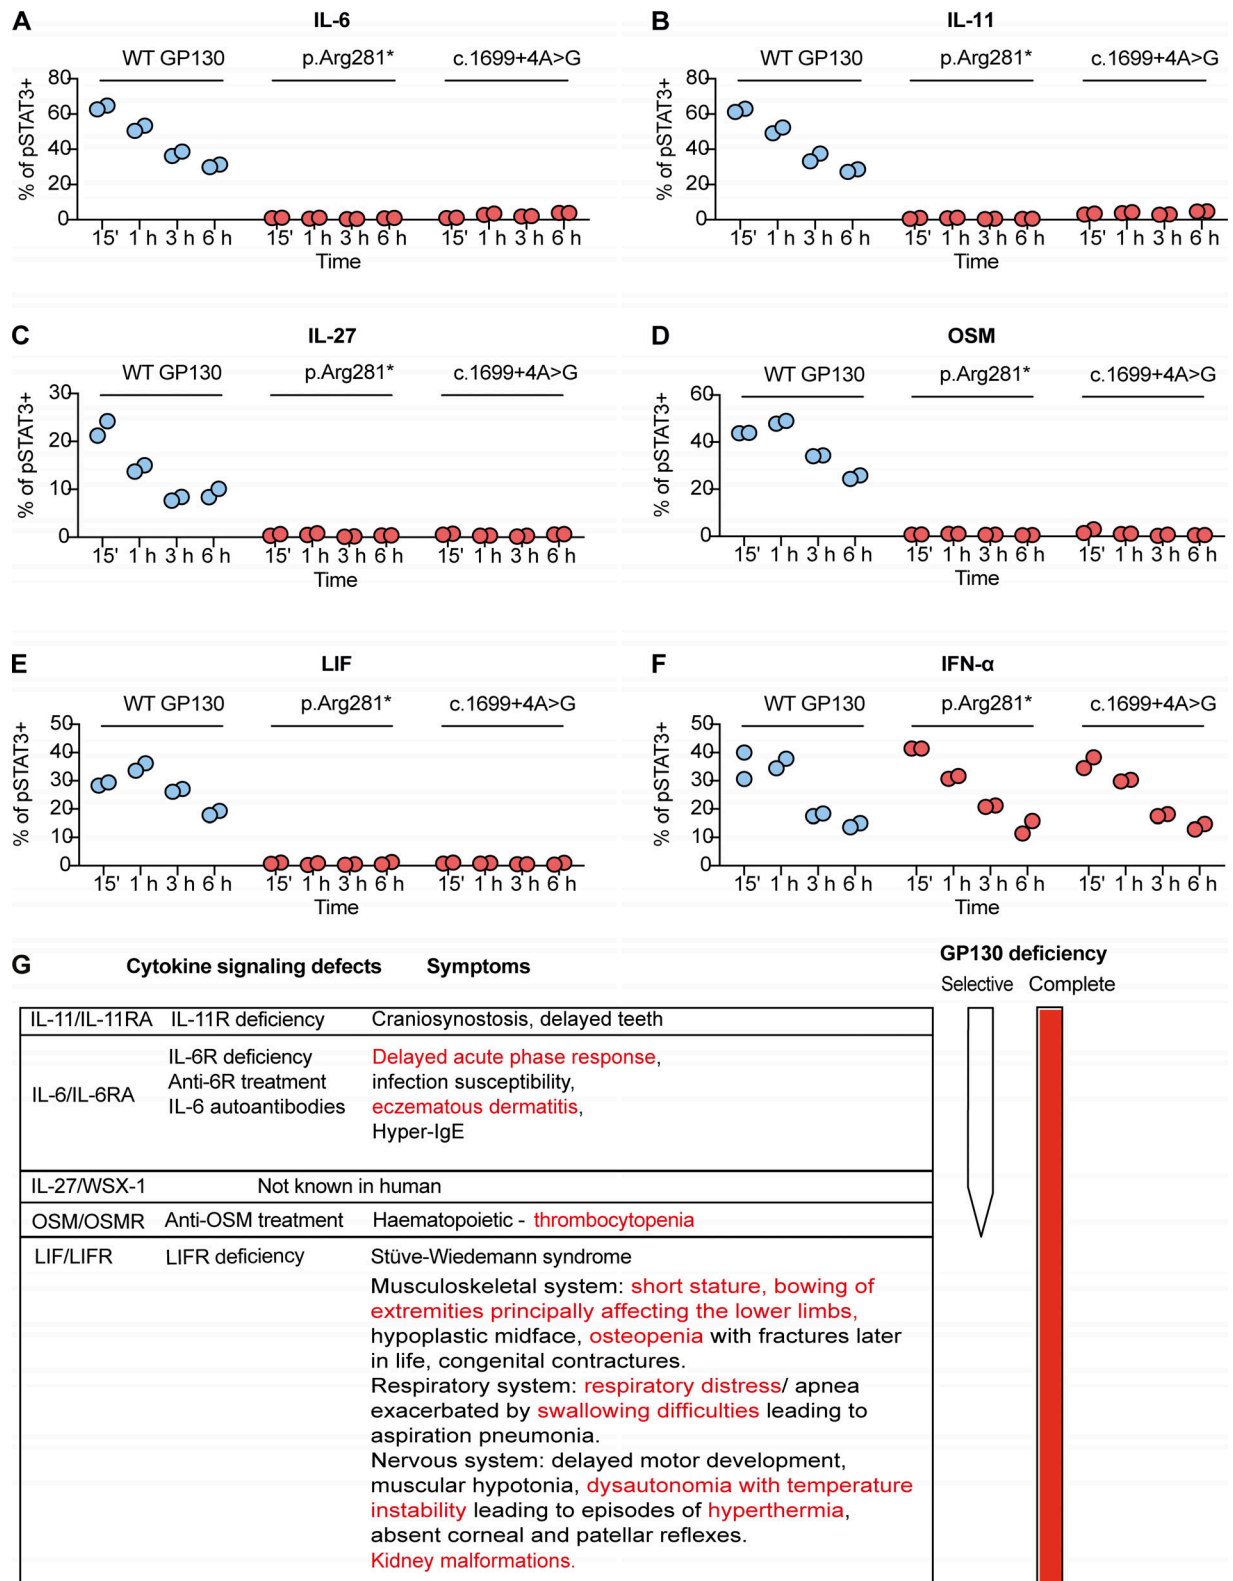 A
IL-6
WT GP130
p.Arg281*
c.1699+4A>G
% of pSTAT3+
80
60
40
20
0
15' 1 h 3 h 6 h 15' 1 h 3 h 6 h 15' 1 h 3 h 6 h
Time
B
IL-11
WT GP130
p.Arg281*
c.1699+4A>G
% of pSTAT3+
80
60
40
20
0
15' 1 h 3 h 6 h 15' 1 h 3 h 6 h 15' 1 h 3 h 6 h
Time
C
IL-27
WT GP130
p.Arg281*
c.1699+4A>G
% of pSTAT3+
30
20
10
0
15' 1 h 3 h 6 h 15' 1 h 3 h 6 h 15' 1 h 3 h 6 h
Time
D
OSM
WT GP130
p.Arg281*
c.1699+4A>G
% of pSTAT3+
60
40
20
0
15' 1 h 3 h 6 h 15' 1 h 3 h 6 h 15' 1 h 3 h 6 h
Time
E
LIF
WT GP130
p.Arg281*
c.1699+4A>G
% of pSTAT3+
50
40
30
20
10
0
15' 1 h 3 h 6 h 15' 1 h 3 h 6 h 15' 1 h 3 h 6 h
Time
F
IFN-α
WT GP130
p.Arg281*
c.1699+4A>G
% of pSTAT3+
50
40
30
20
10
0
15' 1 h 3 h 6 h 15' 1 h 3 h 6 h 15' 1 h 3 h 6 h
Time
G
Cytokine signaling defects
Symptoms
GP130 deficiency
Selective Complete
IL-11/IL-11RA IL-11R deficiency Craniosynostosis, delayed teeth
IL-6/IL-6RA
IL-6R deficiency
Anti-6R treatment
IL-6 autoantibodies
Delayed acute phase response,
infection susceptibility,
eczematous dermatitis,
Hyper-IgE
IL-27/WSX-1 Not known in human
OSM/OSMR Anti-OSM treatment Haematopoietic - thrombocytopenia
LIF/LIFR LIFR deficiency Stüve-Wiedemann syndrome
Musculoskeletal system: short stature, bowing of
extremities principally affecting the lower limbs,
hypoplastic midface, osteopenia with fractures later
in life, congenital contractures.
Respiratory system: respiratory distress/ apnea
exacerbated by swallowing difficulties leading to
aspiration pneumonia.
Nervous system: delayed motor development,
muscular hypotonia, dysautonomia with temperature
instability leading to episodes of hyperthermia,
absent corneal and patellar reflexes.
Kidney malformations.